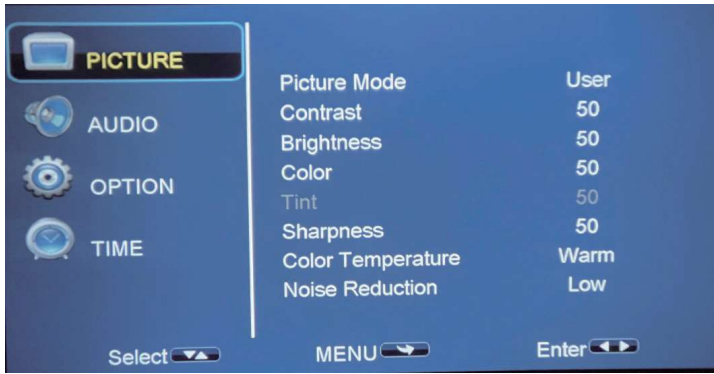 PICTURE
AUDIO
OPTION
TIME
Picture Mode User
Contrast 50
Brightness 50
Color 50
Tint 50
Sharpness 50
Color Temperature Warm
Noise Reduction Low
Select MENU Enter